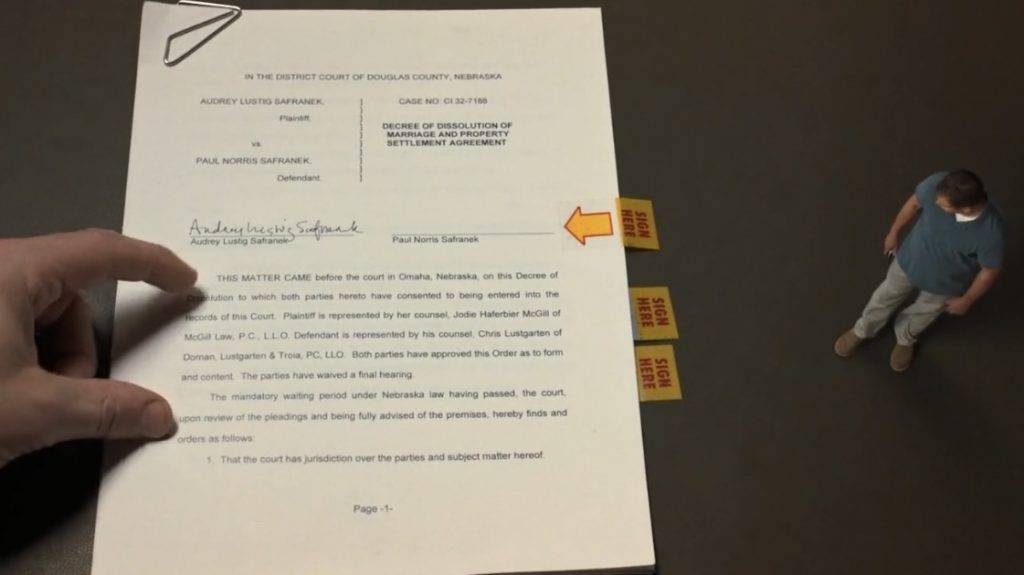 IN THE DISTRICT COURT OF DOUGLAS COUNTY, NEBRASKA
AUDREY LUSTIG SAFRANEK,
Plaintiff,
vs.
PAUL NORRIS SAFRANEK,
Defendant.
CASE NO. CI 32-7188
DECREE OF DISSOLUTION OF
MARRIAGE AND PROPERTY
SETTLEMENT AGREEMENT
Audrey Lustig Safranek
Audrey Lustig Safranek
Paul Norris Safranek
SIGN HERE
THIS MATTER CAME before the court in Omaha, Nebraska, on this Decree of
to which both parties hereto have consented to being entered into the
records of this Court. Plaintiff is represented by her counsel, Jodie Haferbier McGill of
McGill Law, P.C., L.L.O. Defendant is represented by his counsel, Chris Lustgarten of
Dornan, Lustgarten & Troia, PC, LLO. Both parties have approved this Order as to form
and content. The parties have waived a final hearing.
SIGN HERE
SIGN HERE
The mandatory waiting period under Nebraska law having passed, the court,
upon review of the pleadings and being fully advised of the premises, hereby finds and
orders as follows:
1. That the court has jurisdiction over the parties and subject matter hereof.
Page -1-